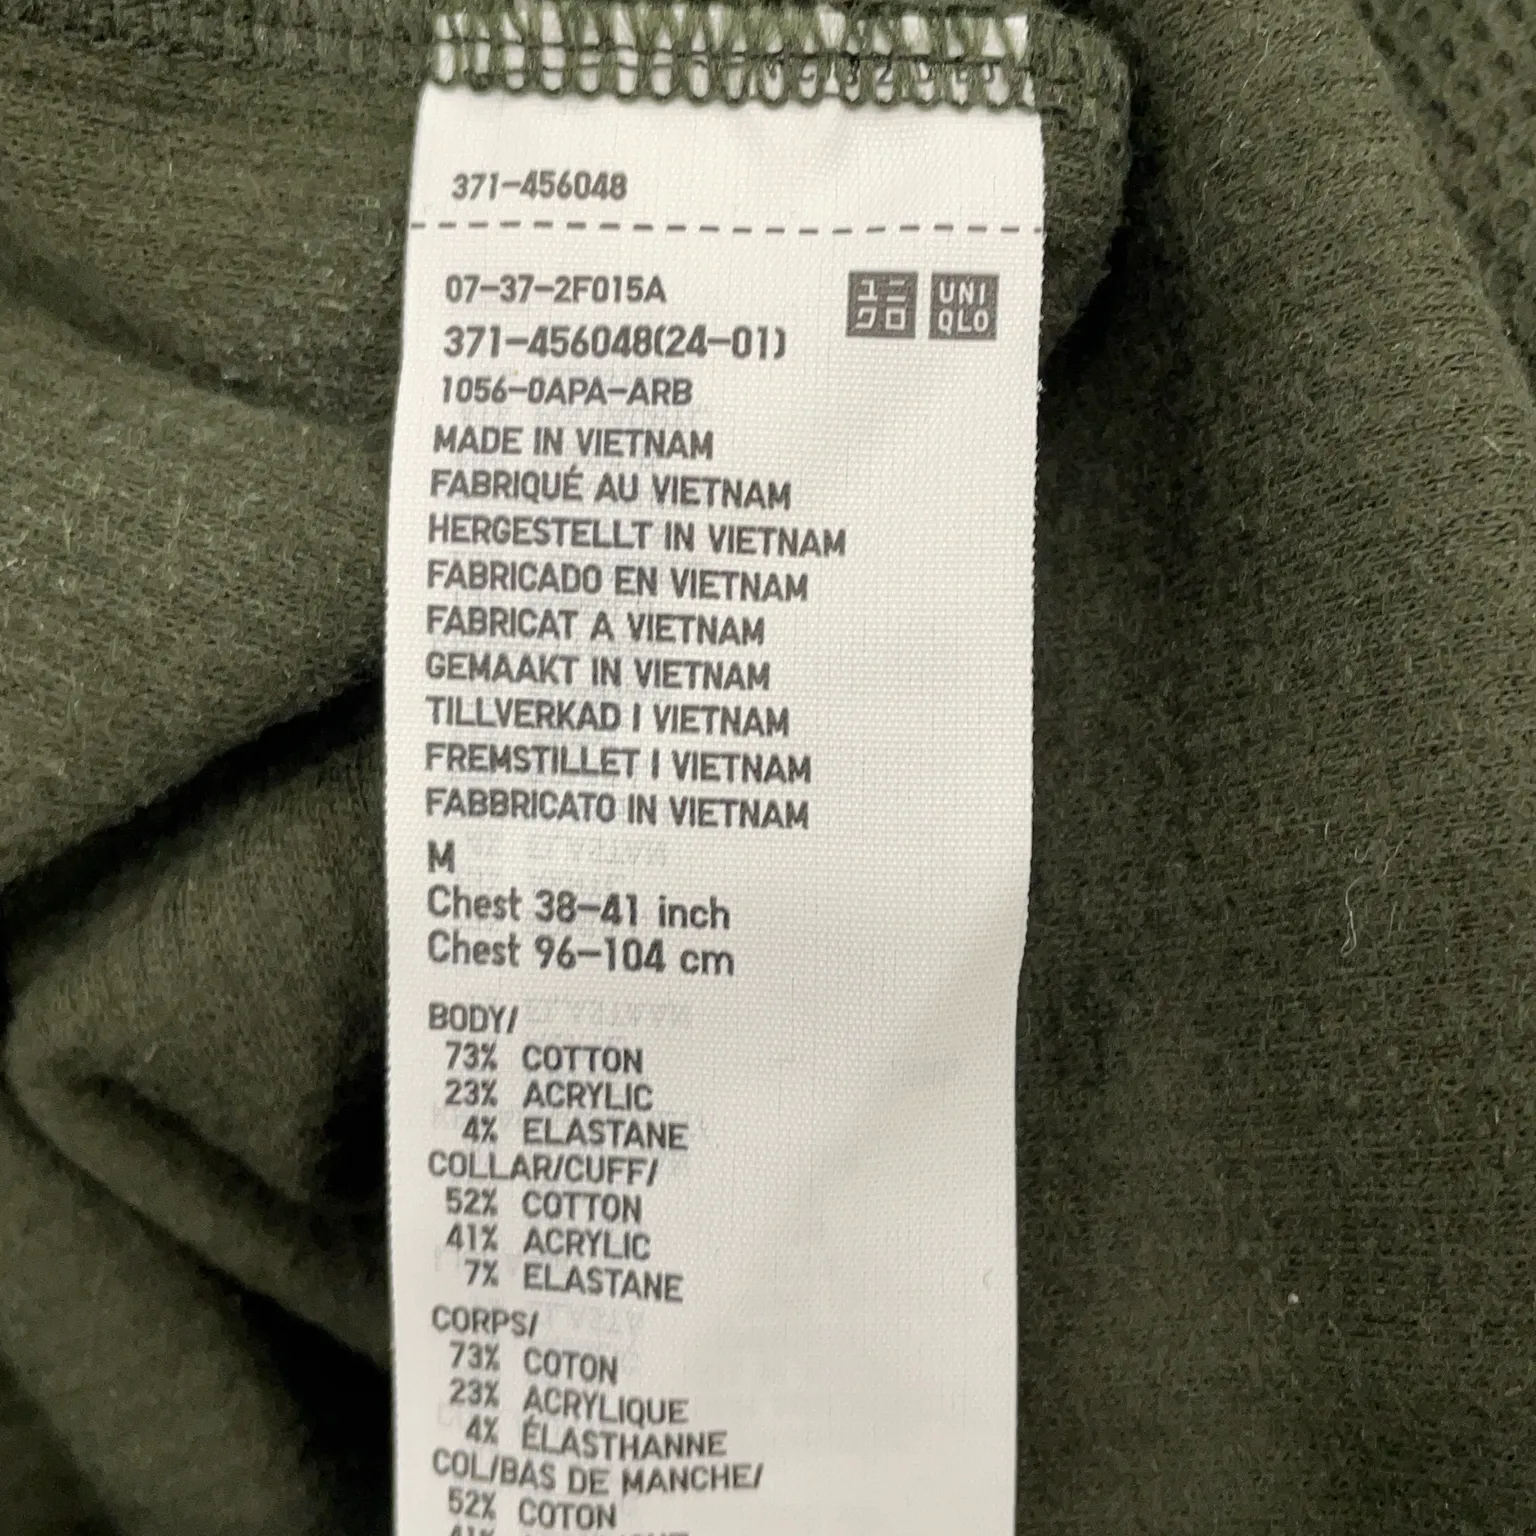 371-456048
07-37-2F015A
ユニ
クロ
UNI
QLO
371-456048(24-01)
1056-0APA-ARB
MADE IN VIETNAM
FABRIQUÉ AU VIETNAM
HERGESTELLT IN VIETNAM
FABRICADO EN VIETNAM
FABRICAT A VIETNAM
GEMAAKT IN VIETNAM
TILLVERKAD I VIETNAM
FREMSTILLET I VIETNAM
FABBRICATO IN VIETNAM
M
Chest 38-41 inch
Chest 96-104 cm
BODY/
73% COTTON
23% ACRYLIC
4% ELASTANE
COLLAR/CUFF/
52% COTTON
41% ACRYLIC
7% ELASTANE
CORPS/
73% COTON
23% ACRYLIQUE
4% ÉLASTHANNE
COL/BAS DE MANCHE/
52% COTON
41%